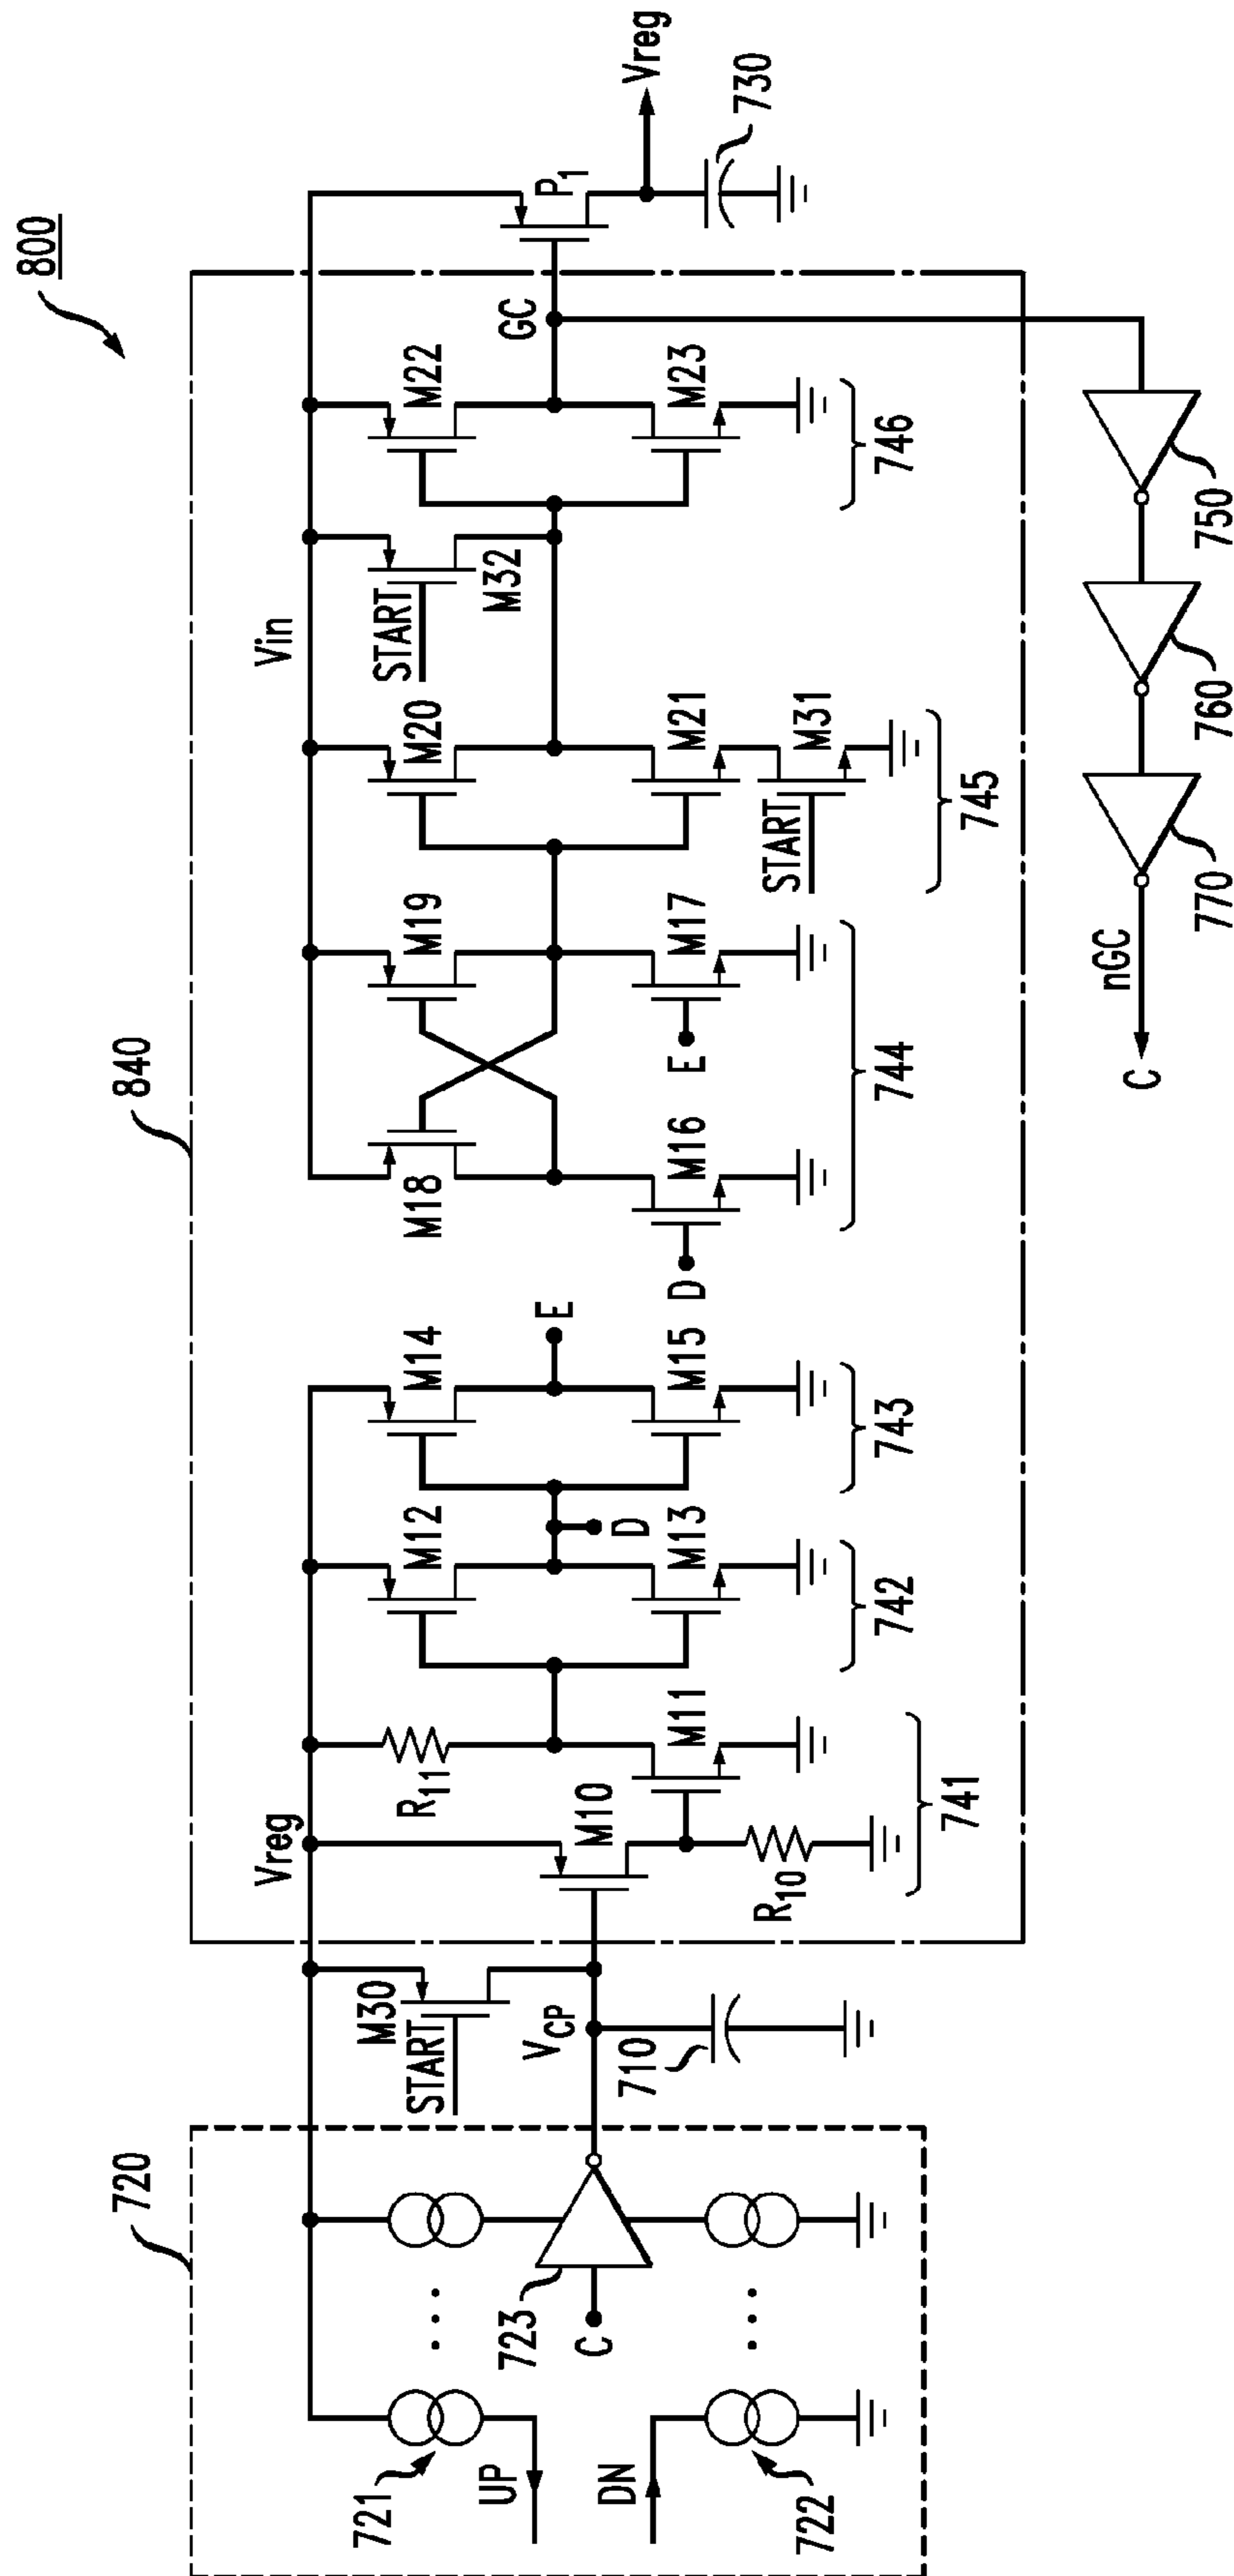 800
840
720
Vreg
Vin
M30
START
VCP
710
721
UP
DN
722
723
C
M10
R10
R11
M11
741
M12
M13
D
742
M14
M15
E
743
M18
M16
D
M19
M17
E
744
M20
M21
START
M31
745
START
M32
M22
M23
746
GC
P1
Vreg
730
750
760
770
nGC
C